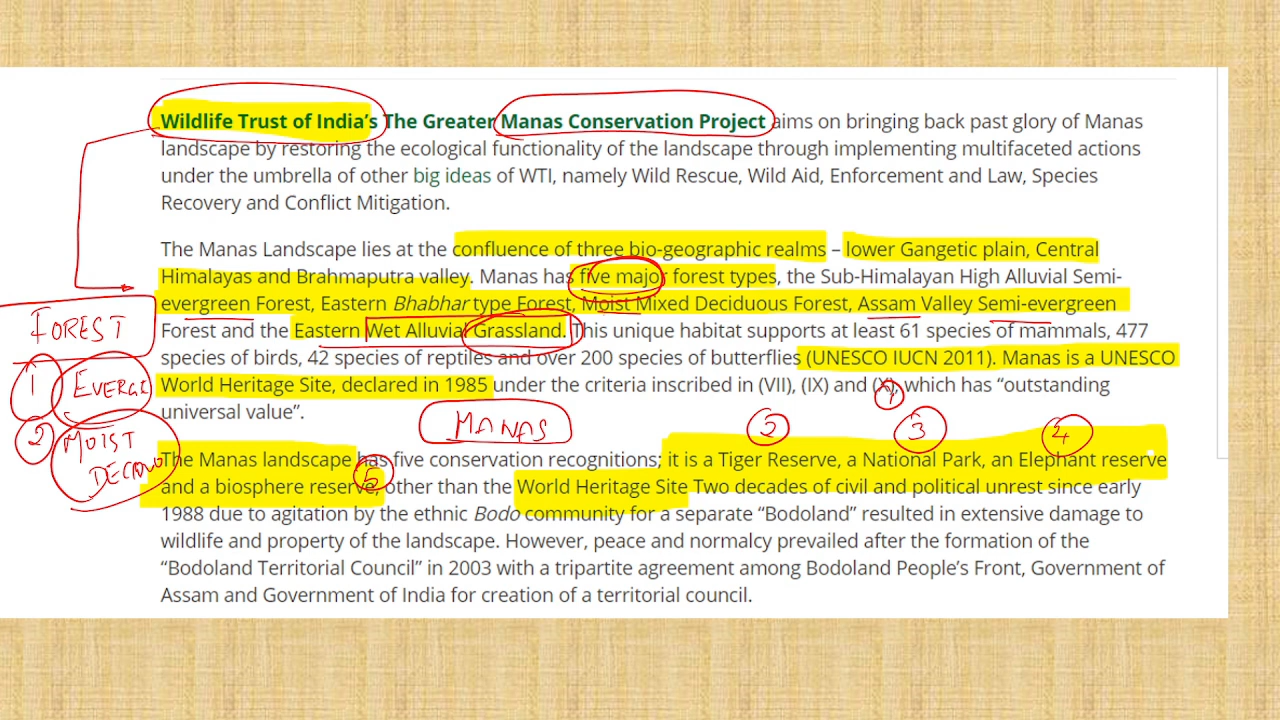 Wildlife Trust of India's The Greater Manas Conservation Project aims on bringing back past glory of Manas
landscape by restoring the ecological functionality of the landscape through implementing multifaceted actions
under the umbrella of other big ideas of WTI, namely Wild Rescue, Wild Aid, Enforcement and Law, Species
Recovery and Conflict Mitigation.
The Manas Landscape lies at the confluence of three bio-geographic realms – lower Gangetic plain, Central
Himalayas and Brahmaputra valley. Manas has five major forest types, the Sub-Himalayan High Alluvial Semi-
evergreen Forest, Eastern Bhabhar type Forest, Moist Mixed Deciduous Forest, Assam Valley Semi-evergreen
Forest and the Eastern Wet Alluvial Grassland. This unique habitat supports at least 61 species of mammals, 477
species of birds, 42 species of reptiles and over 200 species of butterflies (UNESCO IUCN 2011). Manas is a UNESCO
World Heritage Site, declared in 1985 under the criteria inscribed in (VII), (IX) and (X), which has “outstanding
universal value”.
The Manas landscape has five conservation recognitions; it is a Tiger Reserve, a National Park, an Elephant reserve
and a biosphere reserve, other than the World Heritage Site Two decades of civil and political unrest since early
1988 due to agitation by the ethnic Bodo community for a separate “Bodoland” resulted in extensive damage to
wildlife and property of the landscape. However, peace and normalcy prevailed after the formation of the
“Bodoland Territorial Council” in 2003 with a tripartite agreement among Bodoland People's Front, Government of
Assam and Government of India for creation of a territorial council.
FOREST
1 EVERGE
2 MOIST
DECIDUO
MANAS
1
2
3
4
5